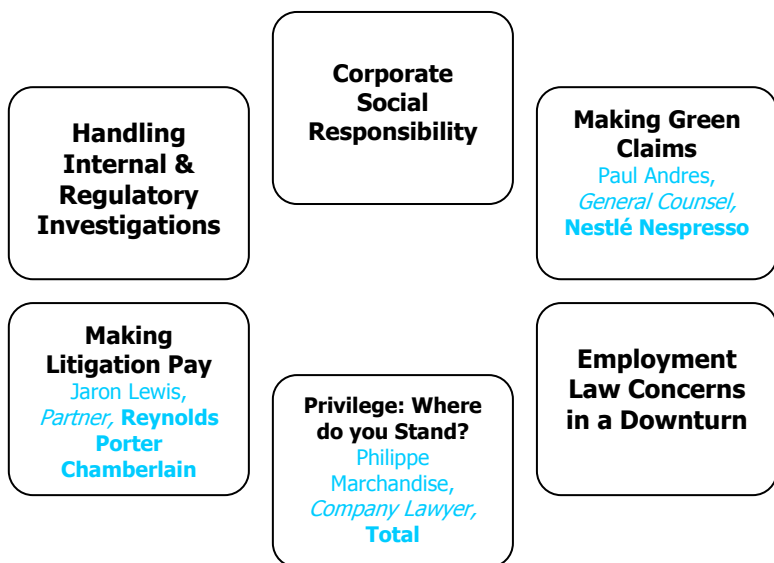 Corporate
Social
Responsibility
Handling
Internal &
Regulatory
Investigations
Making Green
Claims
Paul Andres,
General Counsel,
Nestlé Nespresso
Making
Litigation Pay
Jaron Lewis,
Partner, Reynolds
Porter
Chamberlain
Privilege: Where
do you Stand?
Philippe
Marchandise,
Company Lawyer,
Total
Employment
Law Concerns
in a Downturn